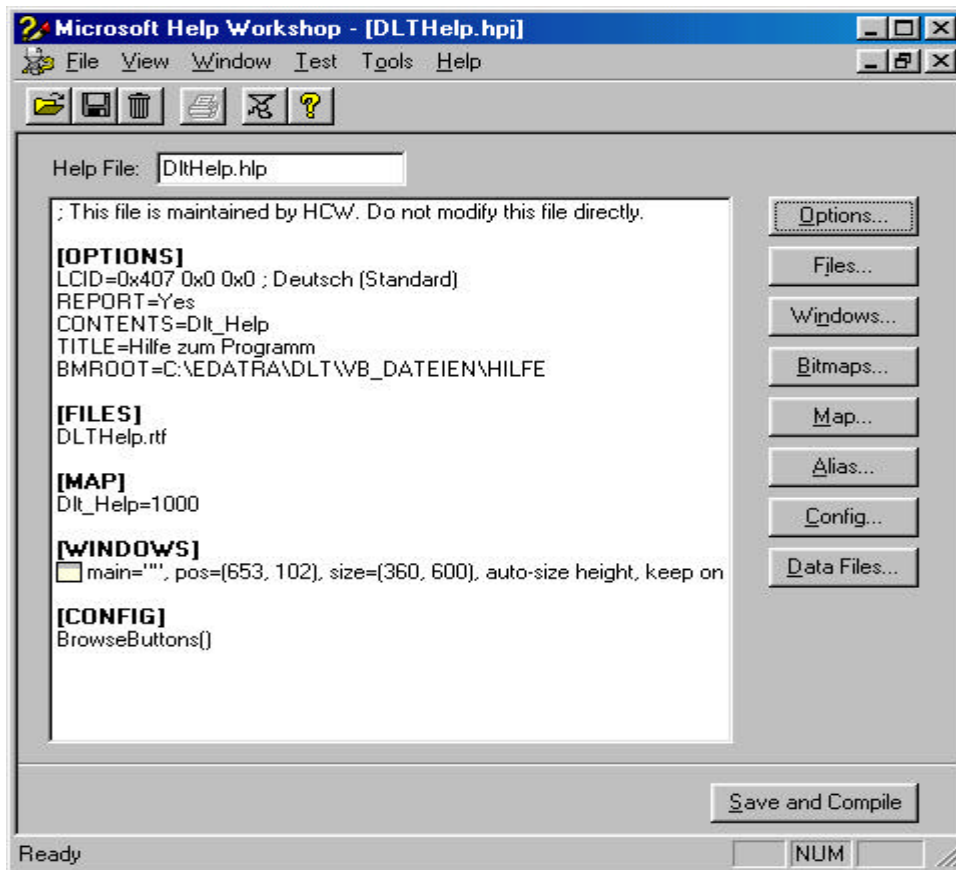 Microsoft Help Workshop - [DLTHelp.hpj]
File View Window Test Tools Help
Help File: DltHelp.hlp
; This file is maintained by HCW. Do not modify this file directly.
[OPTIONS]
LCID=0x407 0x0 0x0 ; Deutsch (Standard)
REPORT=Yes
CONTENTS=Dlt_Help
TITLE=Hilfe zum Programm
BMROOT=C:\EDATRA\DLT\VB_DATEIEN\HILFE
[FILES]
DLTHelp.rtf
[MAP]
Dlt_Help=1000
[WINDOWS]
main="", pos=(653, 102), size=(360, 600), auto-size height, keep on
[CONFIG]
BrowseButtons()
Options...
Files...
Windows...
Bitmaps...
Map...
Alias...
Config...
Data Files...
Save and Compile
Ready
NUM